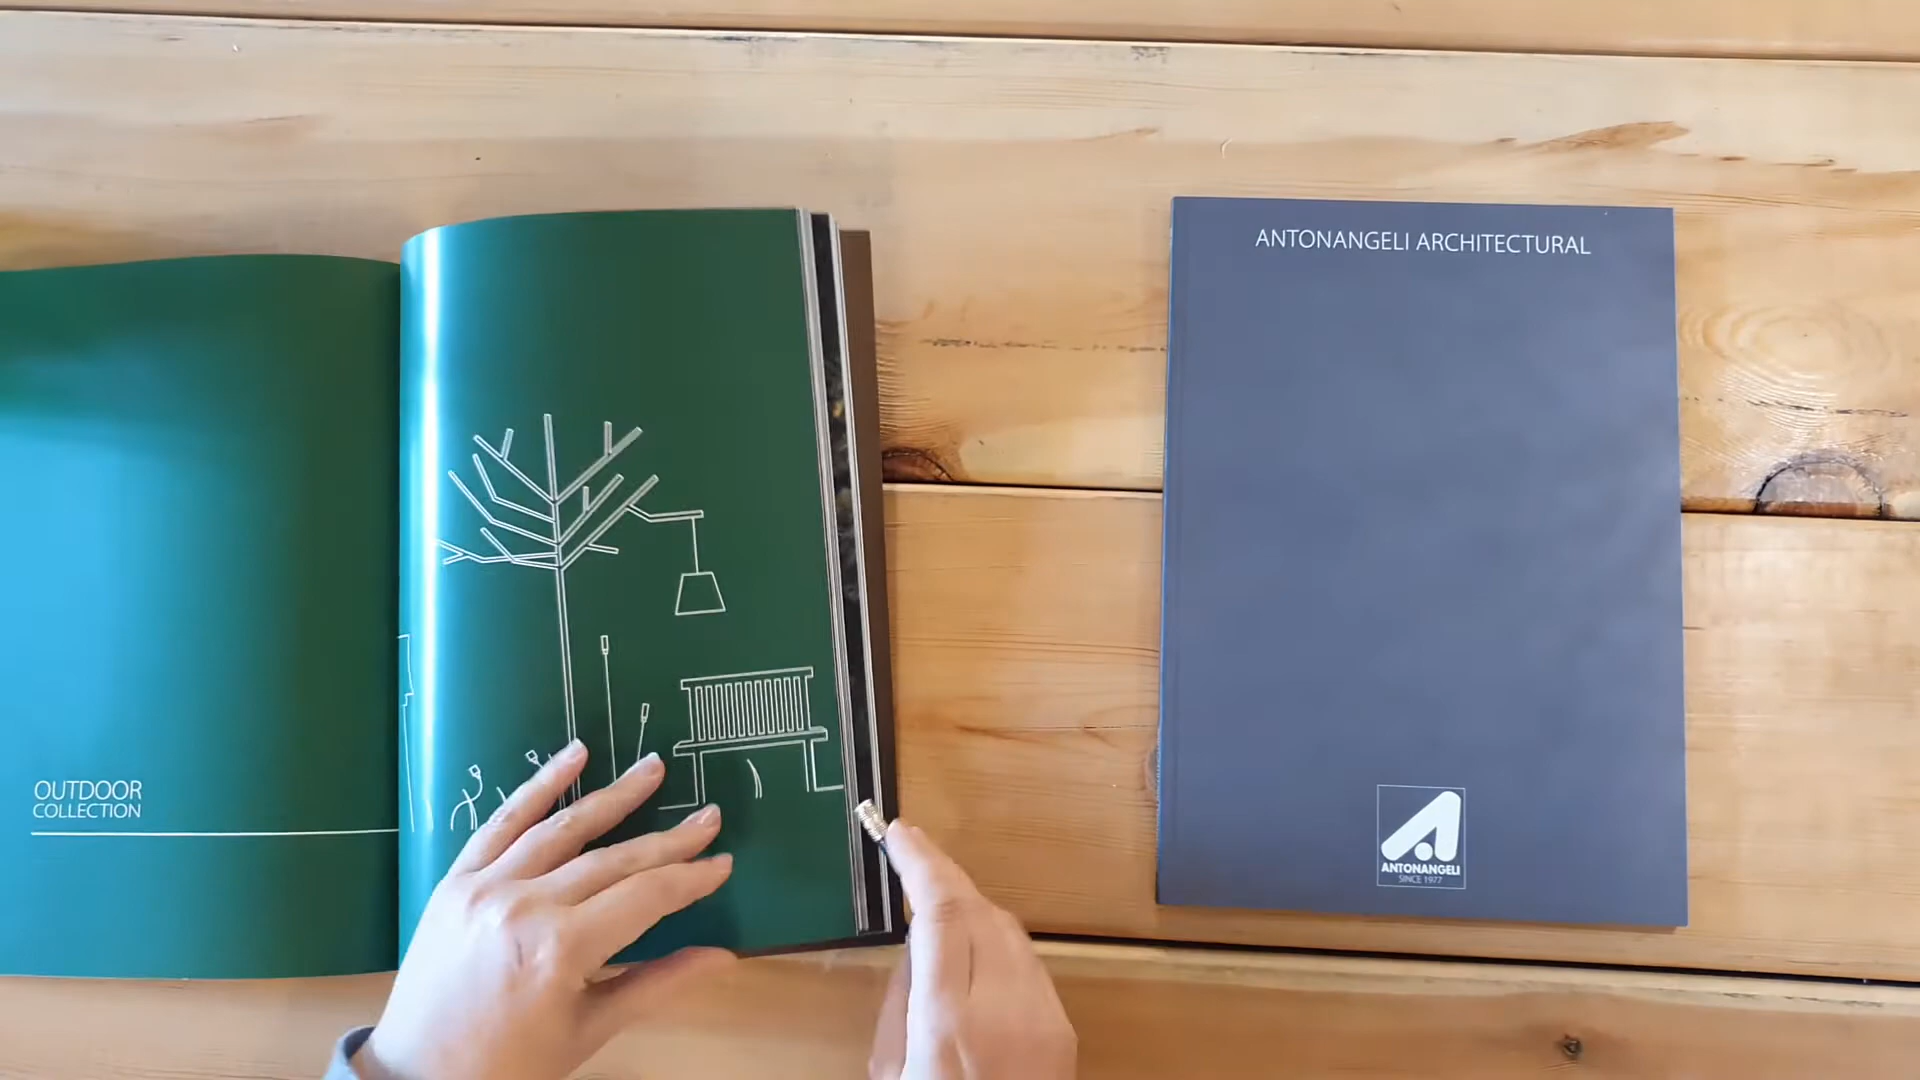 OUTDOOR
COLLECTION
ANTONANGELI ARCHITECTURAL
ANTONANGELI
SINCE 1977